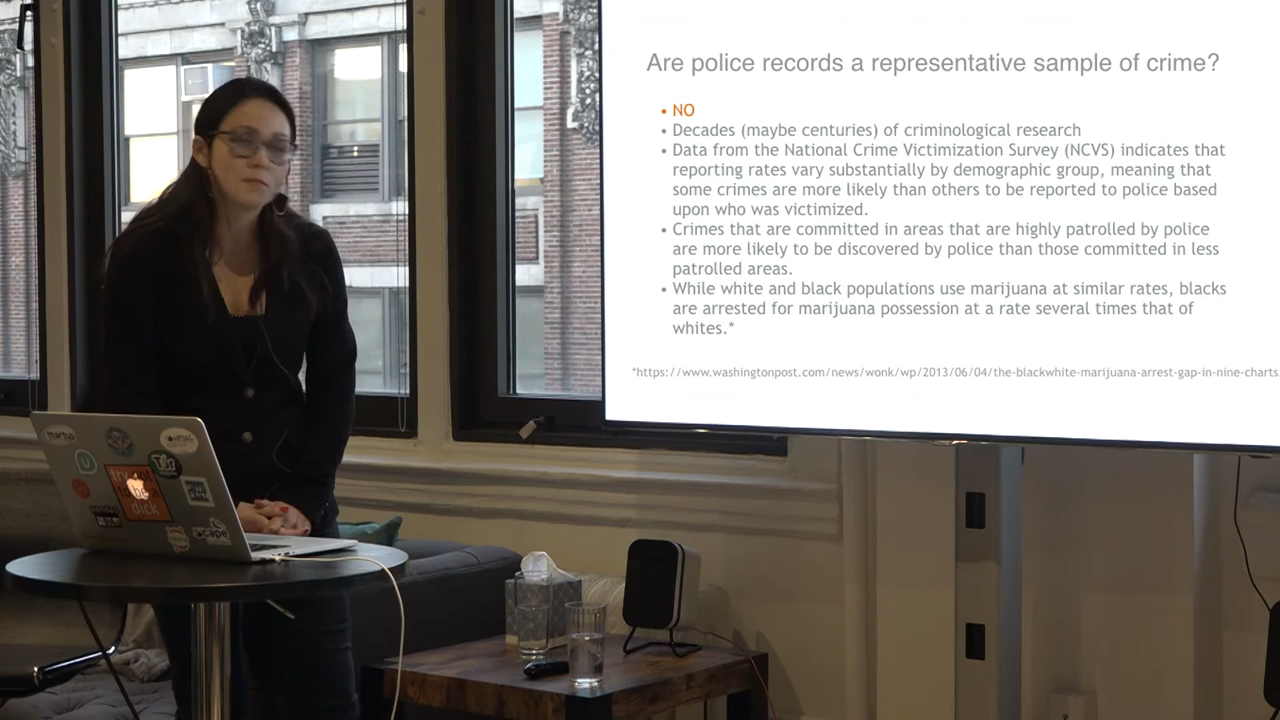 Are police records a representative sample of crime?
• NO
• Decades (maybe centuries) of criminological research
• Data from the National Crime Victimization Survey (NCVS) indicates that
reporting rates vary substantially by demographic group, meaning that
some crimes are more likely than others to be reported to police based
upon who was victimized.
• Crimes that are committed in areas that are highly patrolled by police
are more likely to be discovered by police than those committed in less
patrolled areas.
• While white and black populations use marijuana at similar rates, blacks
are arrested for marijuana possession at a rate several times that of
whites.*
*https://www.washingtonpost.com/news/wonk/wp/2013/06/04/the-blackwhite-marijuana-arrest-gap-in-nine-charts
martus
try not
to be a
dick